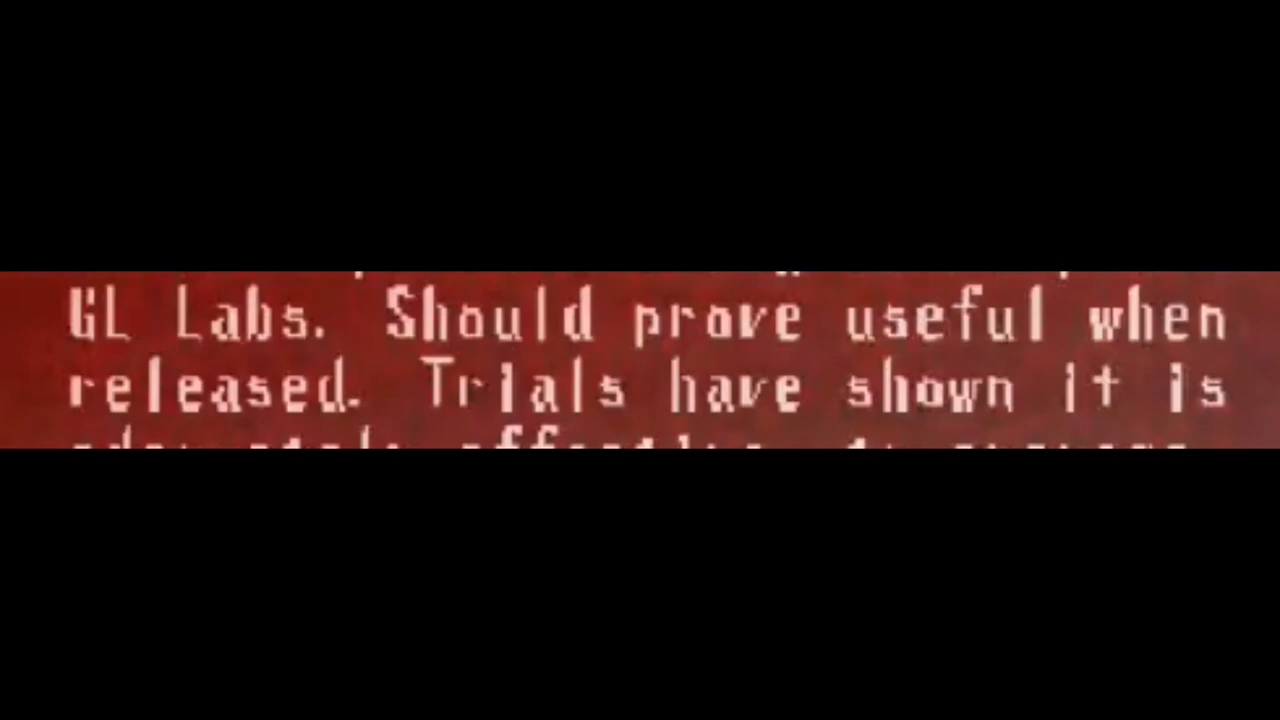 GL Labs. Should prove useful when
released. Trials have shown it is